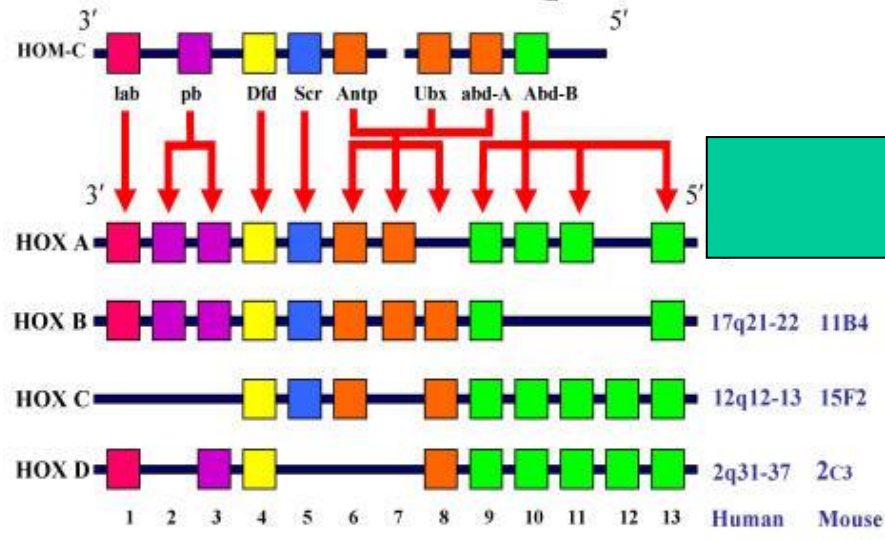 3′ 5′
HOM-C
lab pb Dfd Scr Antp Ubx abd-A Abd-B
3′ 5′
HOX A
HOX B 17q21-22 11B4
HOX C 12q12-13 15F2
HOX D 2q31-37 2C3
1 2 3 4 5 6 7 8 9 10 11 12 13 Human Mouse